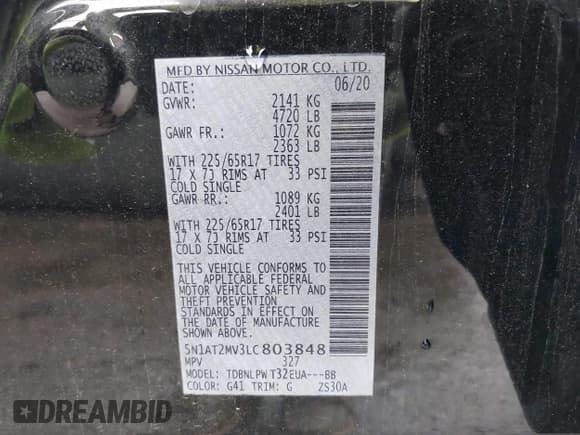 MFD BY NISSAN MOTOR CO., LTD.
DATE: 06/20
GVWR: 2141 KG
4720 LB
GAWR FR.: 1072 KG
2363 LB
WITH 225/65R17 TIRES
17 X 7J RIMS AT 33 PSI
COLD SINGLE
GAWR RR.: 1089 KG
2401 LB
WITH 225/65R17 TIRES
17 X 7J RIMS AT 33 PSI
COLD SINGLE
THIS VEHICLE CONFORMS TO
ALL APPLICABLE FEDERAL
MOTOR VEHICLE SAFETY AND
THEFT PREVENTION
STANDARDS IN EFFECT ON
THE DATE OF MANUFACTURE
SHOWN ABOVE.
5N1AT2MV3LC803848
MPV 327
MODEL: TDBNLPW T32EUA---BB
COLOR: G41 TRIM: G ZS30A
DREAMBID